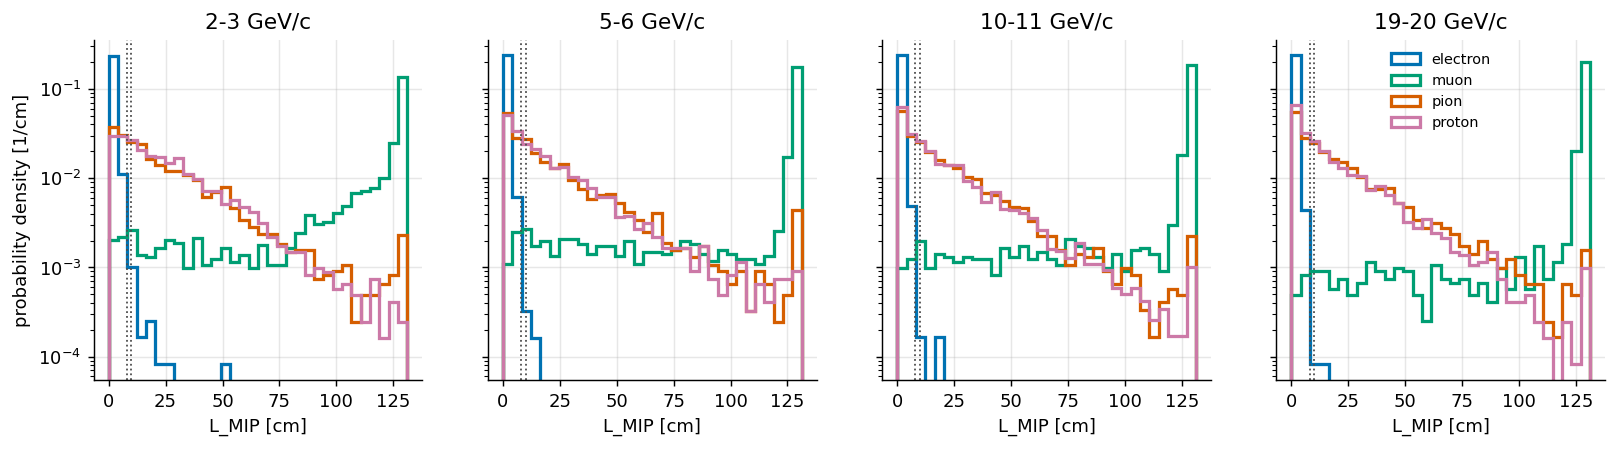 2-3 GeV/c
5-6 GeV/c
10-11 GeV/c
19-20 GeV/c
probability density [1/cm]
10⁻¹
10⁻²
10⁻³
10⁻⁴
electron
muon
pion
proton
0 25 50 75 100 125
0 25 50 75 100 125
0 25 50 75 100 125
0 25 50 75 100 125
L_MIP [cm]
L_MIP [cm]
L_MIP [cm]
L_MIP [cm]